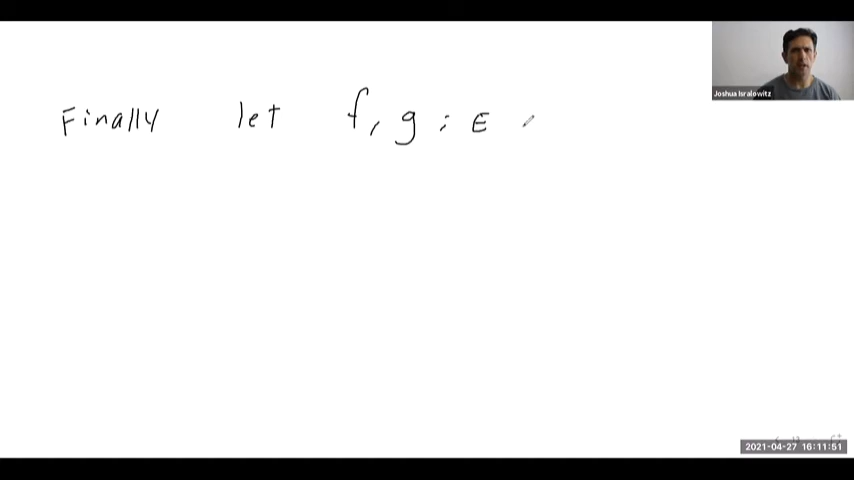 Joshua Isralowitz
Finally let f, g : E
2021-04-27 16:11:51